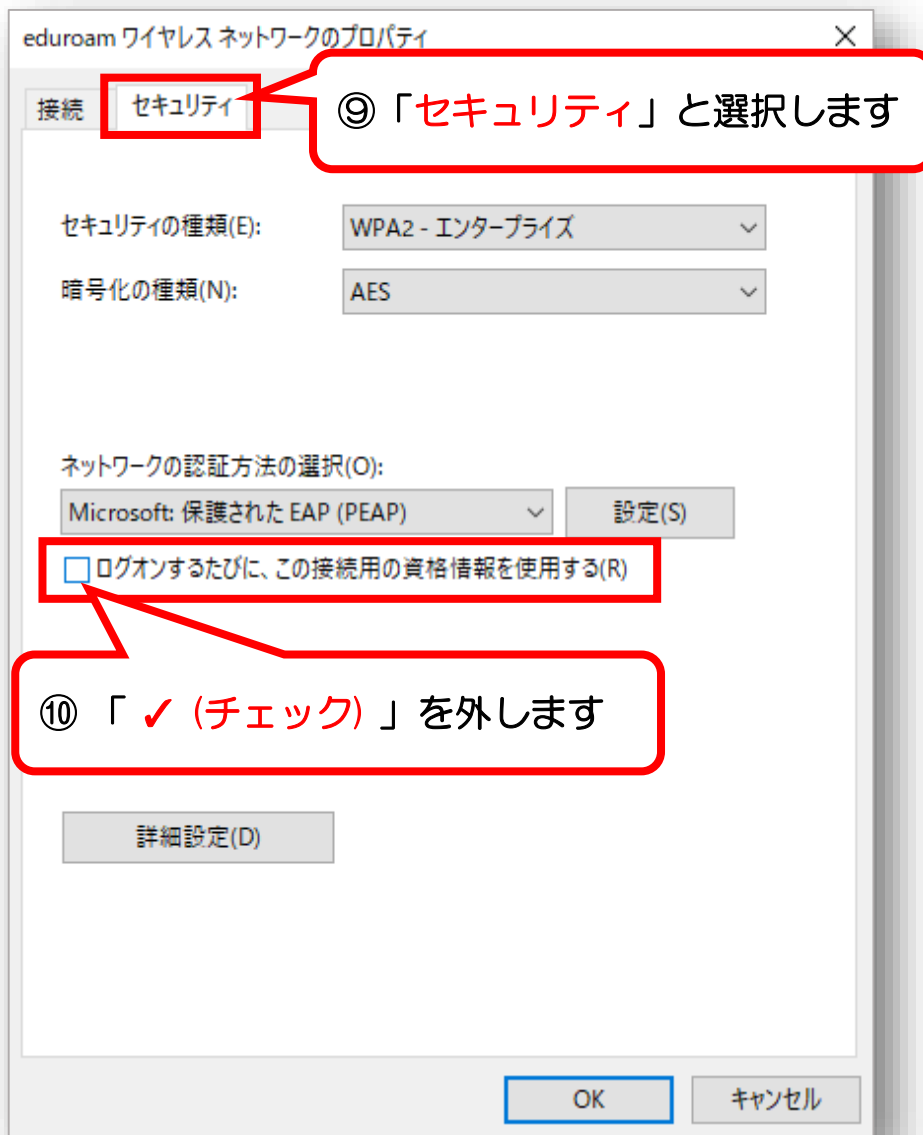 eduroam ワイヤレス ネットワークのプロパティ
接続 セキュリティ
⑨「セキュリティ」と選択します
セキュリティの種類(E): WPA2 - エンタープライズ
暗号化の種類(N): AES
ネットワークの認証方法の選択(O):
Microsoft: 保護された EAP (PEAP) 設定(S)
ログオンするたびに、この接続用の資格情報を使用する(R)
⑩ 「 ✓ (チェック) 」を外します
詳細設定(D)
OK キャンセル